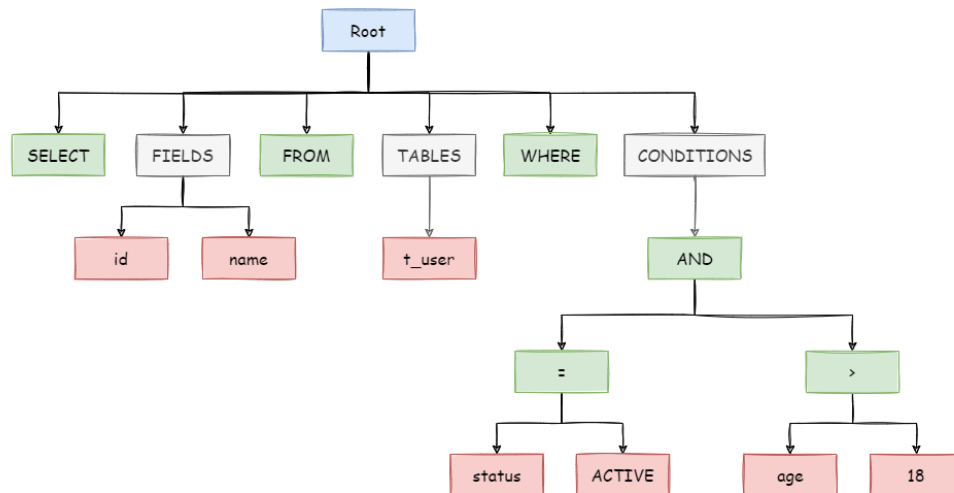 Root
SELECT FIELDS FROM TABLES WHERE CONDITIONS
id name t_user AND
= >
status ACTIVE age 18